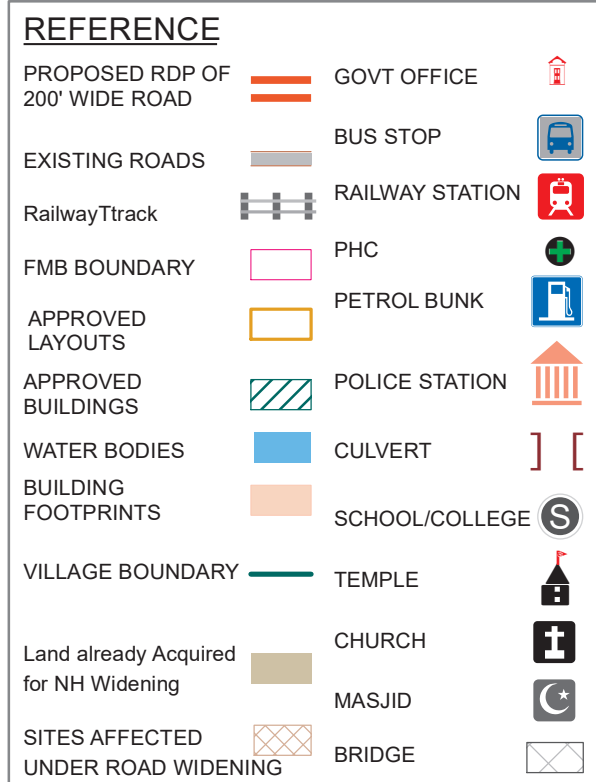 REFERENCE
PROPOSED RDP OF
200' WIDE ROAD
EXISTING ROADS
RailwayTtrack
FMB BOUNDARY
APPROVED
LAYOUTS
APPROVED
BUILDINGS
WATER BODIES
BUILDING
FOOTPRINTS
VILLAGE BOUNDARY
Land already Acquired
for NH Widening
SITES AFFECTED
UNDER ROAD WIDENING
GOVT OFFICE
BUS STOP
RAILWAY STATION
PHC
PETROL BUNK
POLICE STATION
CULVERT
SCHOOL/COLLEGE
S
TEMPLE
CHURCH
MASJID
BRIDGE